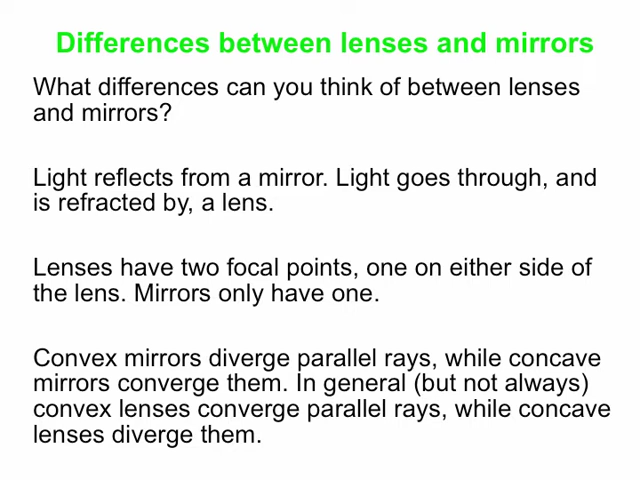 Differences between lenses and mirrors
What differences can you think of between lenses
and mirrors?
Light reflects from a mirror. Light goes through, and
is refracted by, a lens.
Lenses have two focal points, one on either side of
the lens. Mirrors only have one.
Convex mirrors diverge parallel rays, while concave
mirrors converge them. In general (but not always)
convex lenses converge parallel rays, while concave
lenses diverge them.